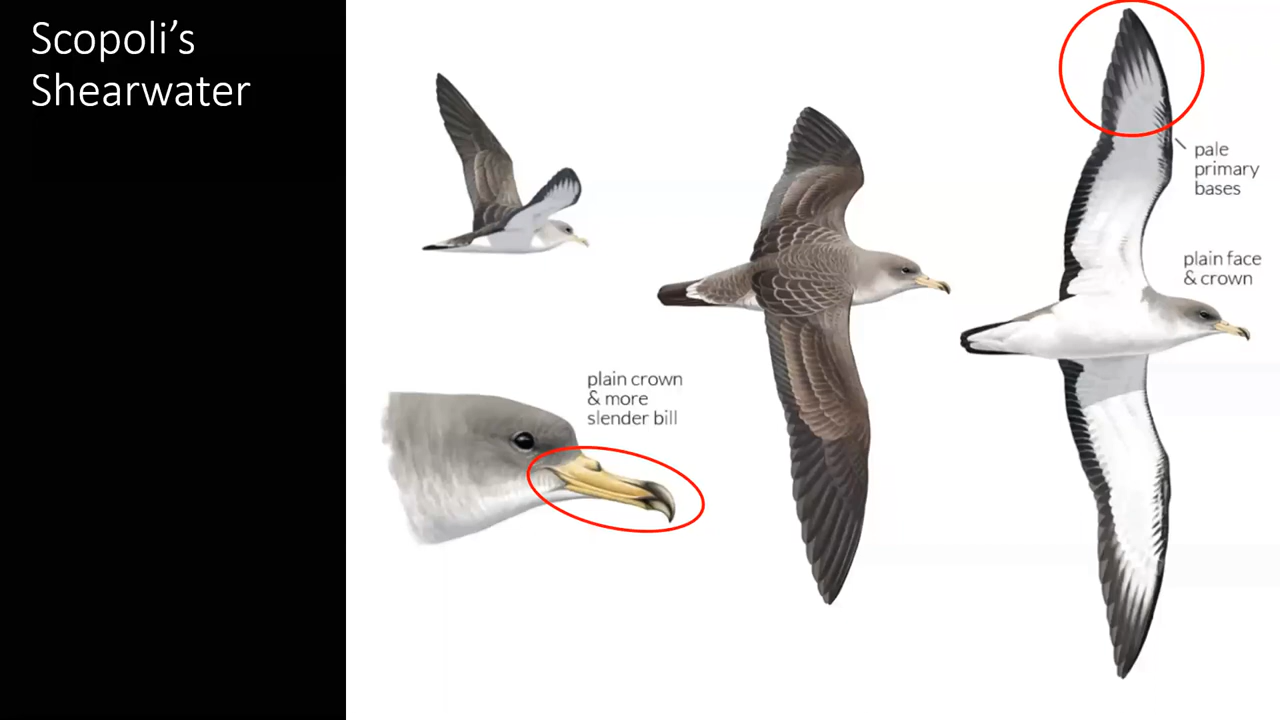 Scopoli’s
Shearwater
pale
primary
bases
plain face
& crown
plain crown
& more
slender bill